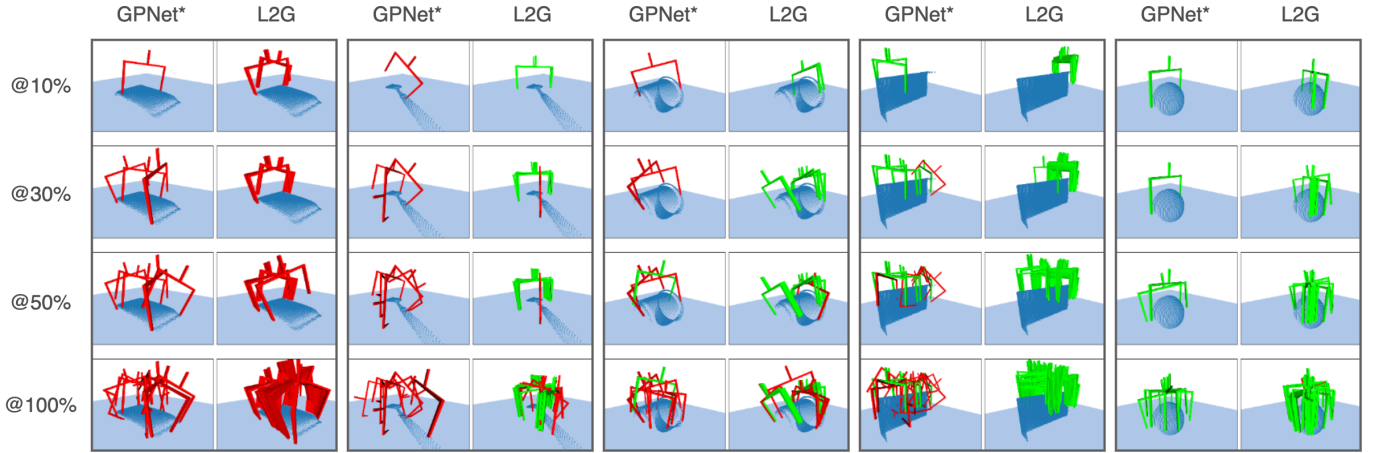 GPNet* L2G GPNet* L2G GPNet* L2G GPNet* L2G GPNet* L2G
@10%
@30%
@50%
@100%